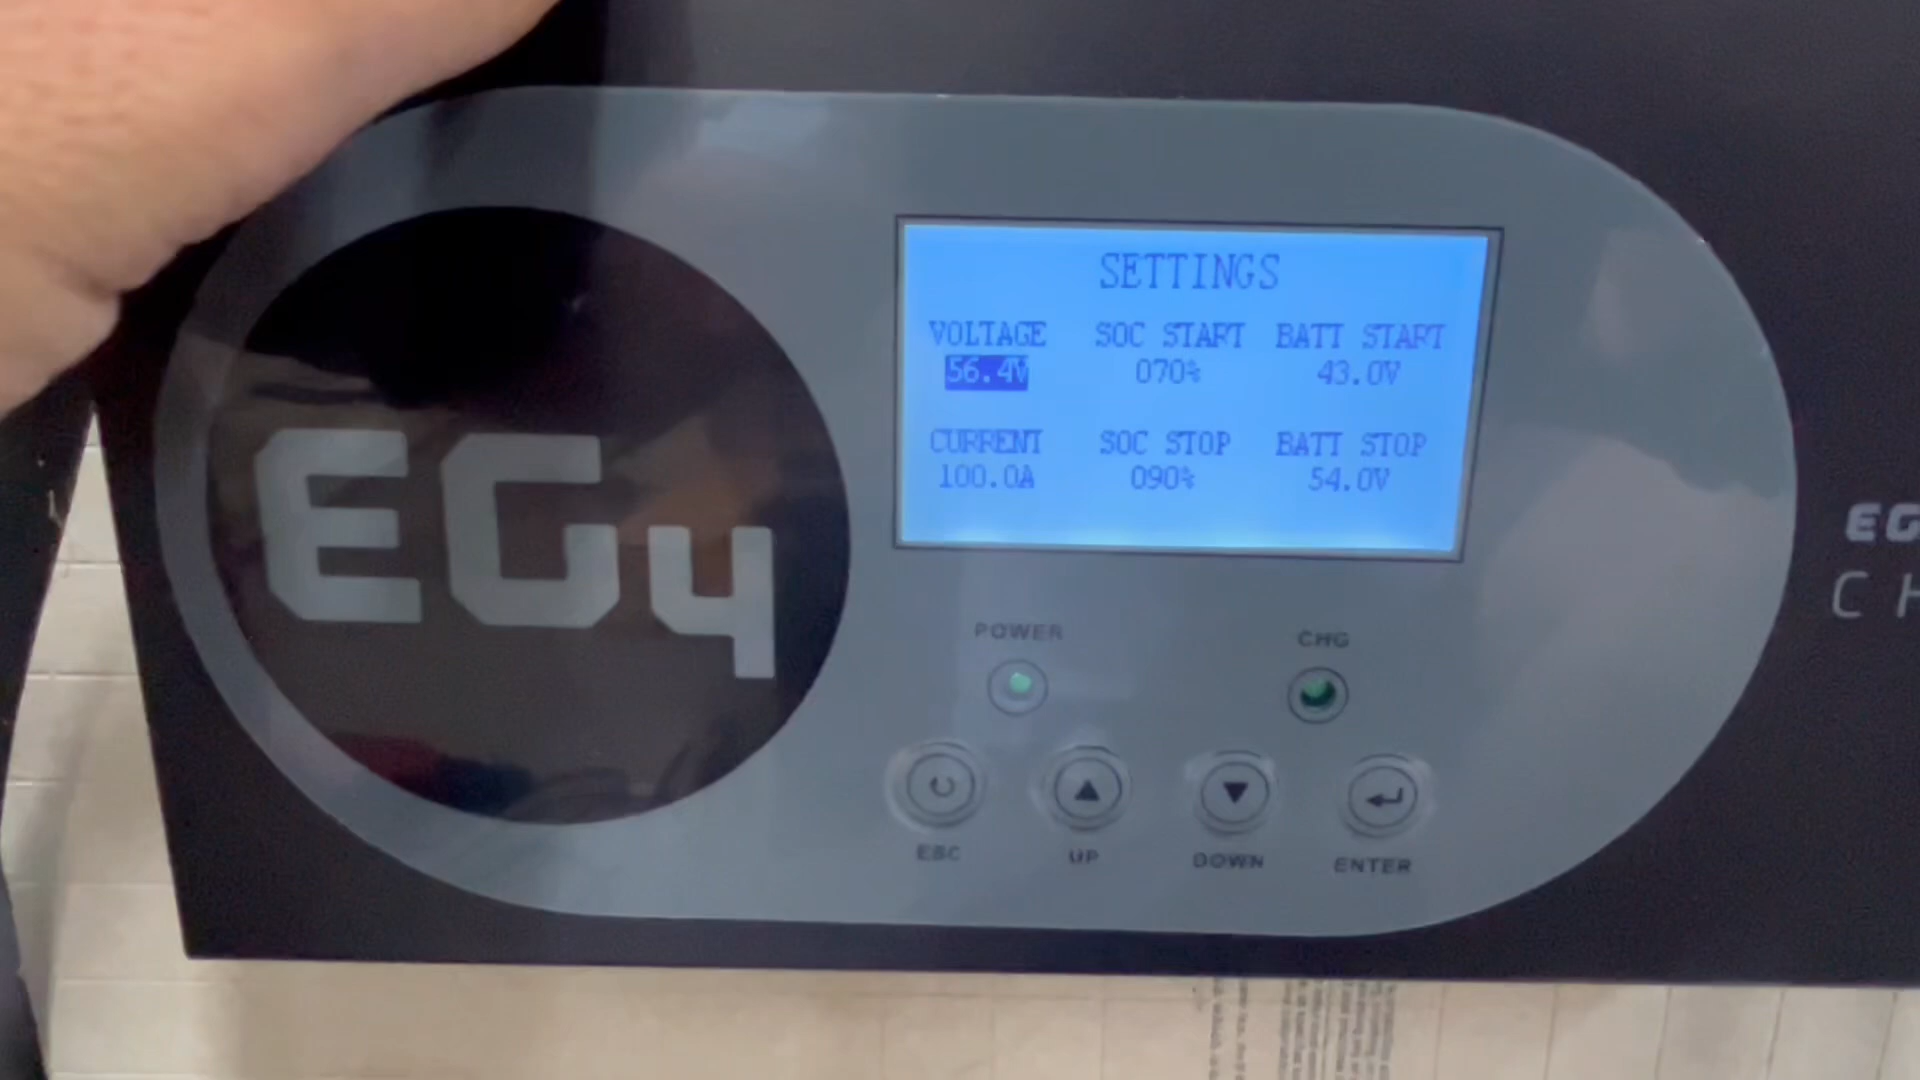 SETTINGS
VOLTAGE SOC START BATT START
56.4V 070% 43.0V
CURRENT SOC STOP BATT STOP
100.0A 090% 54.0V
EG4
EG
CH
POWER CHG
ESC UP DOWN ENTER